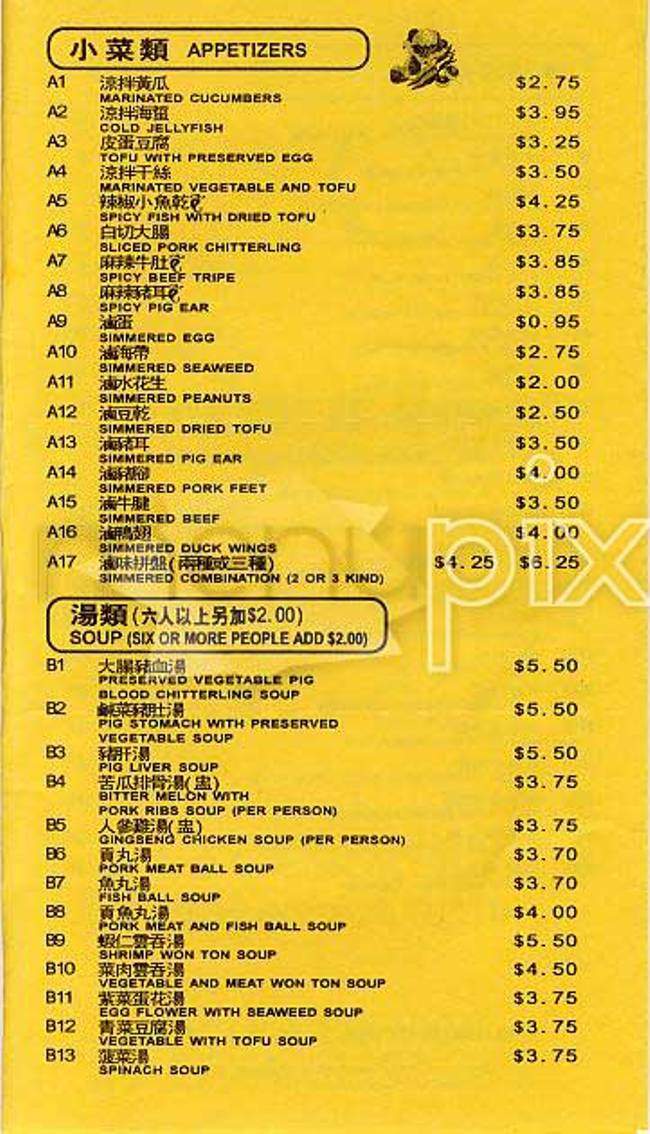 小菜類 APPETIZERS
A1 涼拌黃瓜 $2.75
MARINATED CUCUMBERS
A2 涼拌海蜇 $3.95
COLD JELLYFISH
A3 皮蛋豆腐 $3.25
TOFU WITH PRESERVED EGG
A4 涼拌干絲 $3.50
MARINATED VEGETABLE AND TOFU
A5 辣椒小魚乾 $4.25
SPICY FISH WITH DRIED TOFU
A6 白切大腸 $3.75
SLICED PORK CHITTERLING
A7 麻辣牛肚 $3.85
SPICY BEEF TRIPE
A8 麻辣豬耳 $3.85
SPICY PIG EAR
A9 滷蛋 $0.95
SIMMERED EGG
A10 滷海帶 $2.75
SIMMERED SEAWEED
A11 滷水花生 $2.00
SIMMERED PEANUTS
A12 滷豆乾 $2.50
SIMMERED DRIED TOFU
A13 滷豬耳 $3.50
SIMMERED PIG EAR
A14 滷豬腳 $4.00
SIMMERED PORK FEET
A15 滷牛腱 $3.50
SIMMERED BEEF
A16 滷鴨翅 $4.00
SIMMERED DUCK WINGS
A17 滷味拼盤(兩種或三種) $4.25 $6.25
SIMMERED COMBINATION (2 OR 3 KIND)
menupix
湯類(六人以上另加$2.00)
SOUP (SIX OR MORE PEOPLE ADD $2.00)
B1 大腸豬血湯 $5.50
PRESERVED VEGETABLE PIG
BLOOD CHITTERLING SOUP
B2 鹹菜豬肚湯 $5.50
PIG STOMACH WITH PRESERVED
VEGETABLE SOUP
B3 豬肝湯 $5.50
PIG LIVER SOUP
B4 苦瓜排骨湯(盅) $3.75
BITTER MELON WITH
PORK RIBS SOUP (PER PERSON)
B5 人參雞湯(盅) $3.75
GINGSENG CHICKEN SOUP (PER PERSON)
B6 貢丸湯 $3.70
PORK MEAT BALL SOUP
B7 魚丸湯 $3.70
FISH BALL SOUP
B8 貢魚丸湯 $4.00
PORK MEAT AND FISH BALL SOUP
B9 蝦仁雲吞湯 $5.50
SHRIMP WON TON SOUP
B10 菜肉雲吞湯 $4.50
VEGETABLE AND MEAT WON TON SOUP
B11 紫菜蛋花湯 $3.75
EGG FLOWER WITH SEAWEED SOUP
B12 青菜豆腐湯 $3.75
VEGETABLE WITH TOFU SOUP
B13 菠菜湯 $3.75
SPINACH SOUP